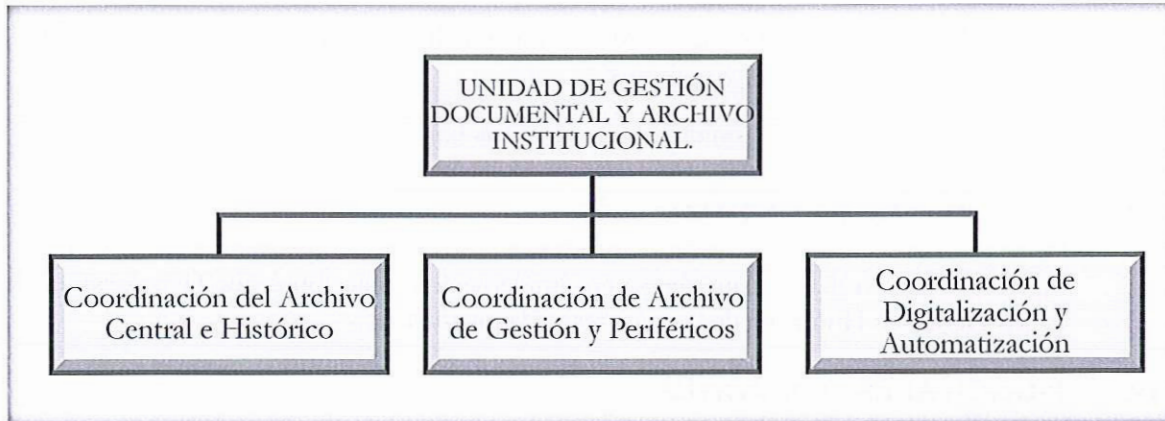 UNIDAD DE GESTIÓN
DOCUMENTAL Y ARCHIVO
INSTITUCIONAL.
Coordinación del Archivo
Central e Histórico
Coordinación de Archivo
de Gestión y Periféricos
Coordinación de
Digitalización y
Automatización